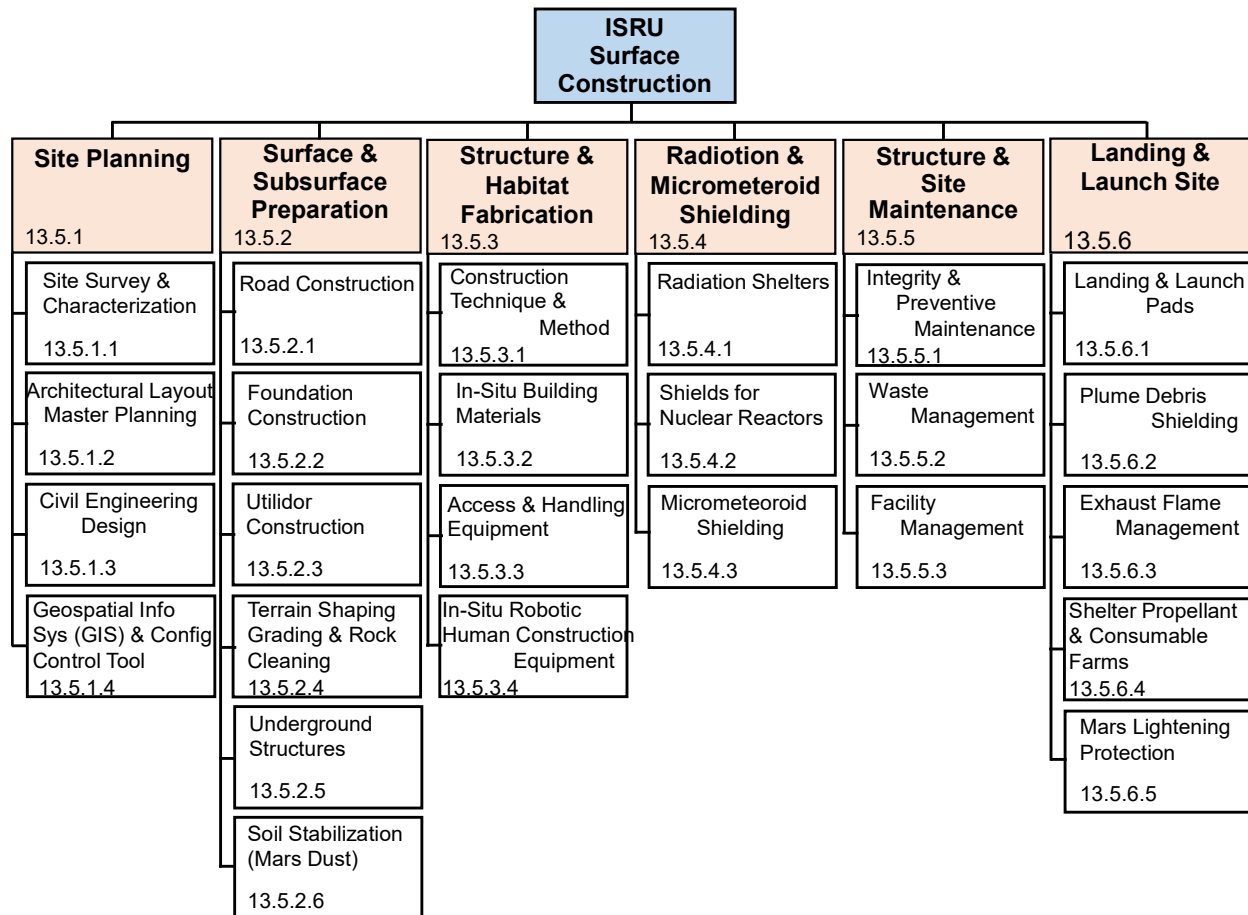 ISRU
Surface
Construction
Site Planning
13.5.1
Site Survey &
Characterization
13.5.1.1
Architectural Layout
Master Planning
13.5.1.2
Civil Engineering
Design
13.5.1.3
Geospatial Info
Sys (GIS) & Config
Control Tool
13.5.1.4
Surface &
Subsurface
Preparation
13.5.2
Road Construction
13.5.2.1
Foundation
Construction
13.5.2.2
Utilidor
Construction
13.5.2.3
Terrain Shaping
Grading & Rock
Cleaning
13.5.2.4
Underground
Structures
13.5.2.5
Soil Stabilization
(Mars Dust)
13.5.2.6
Structure &
Habitat
Fabrication
13.5.3
Construction
Technique &
Method
13.5.3.1
In-Situ Building
Materials
13.5.3.2
Access & Handling
Equipment
13.5.3.3
In-Situ Robotic
Human Construction
Equipment
13.5.3.4
Radiotion &
Micrometeroid
Shielding
13.5.4
Radiation Shelters
13.5.4.1
Shields for
Nuclear Reactors
13.5.4.2
Micrometeoroid
Shielding
13.5.4.3
Structure &
Site
Maintenance
13.5.5
Integrity &
Preventive
Maintenance
13.5.5.1
Waste
Management
13.5.5.2
Facility
Management
13.5.5.3
Landing &
Launch Site
13.5.6
Landing & Launch
Pads
13.5.6.1
Plume Debris
Shielding
13.5.6.2
Exhaust Flame
Management
13.5.6.3
Shelter Propellant
& Consumable
Farms
13.5.6.4
Mars Lightening
Protection
13.5.6.5